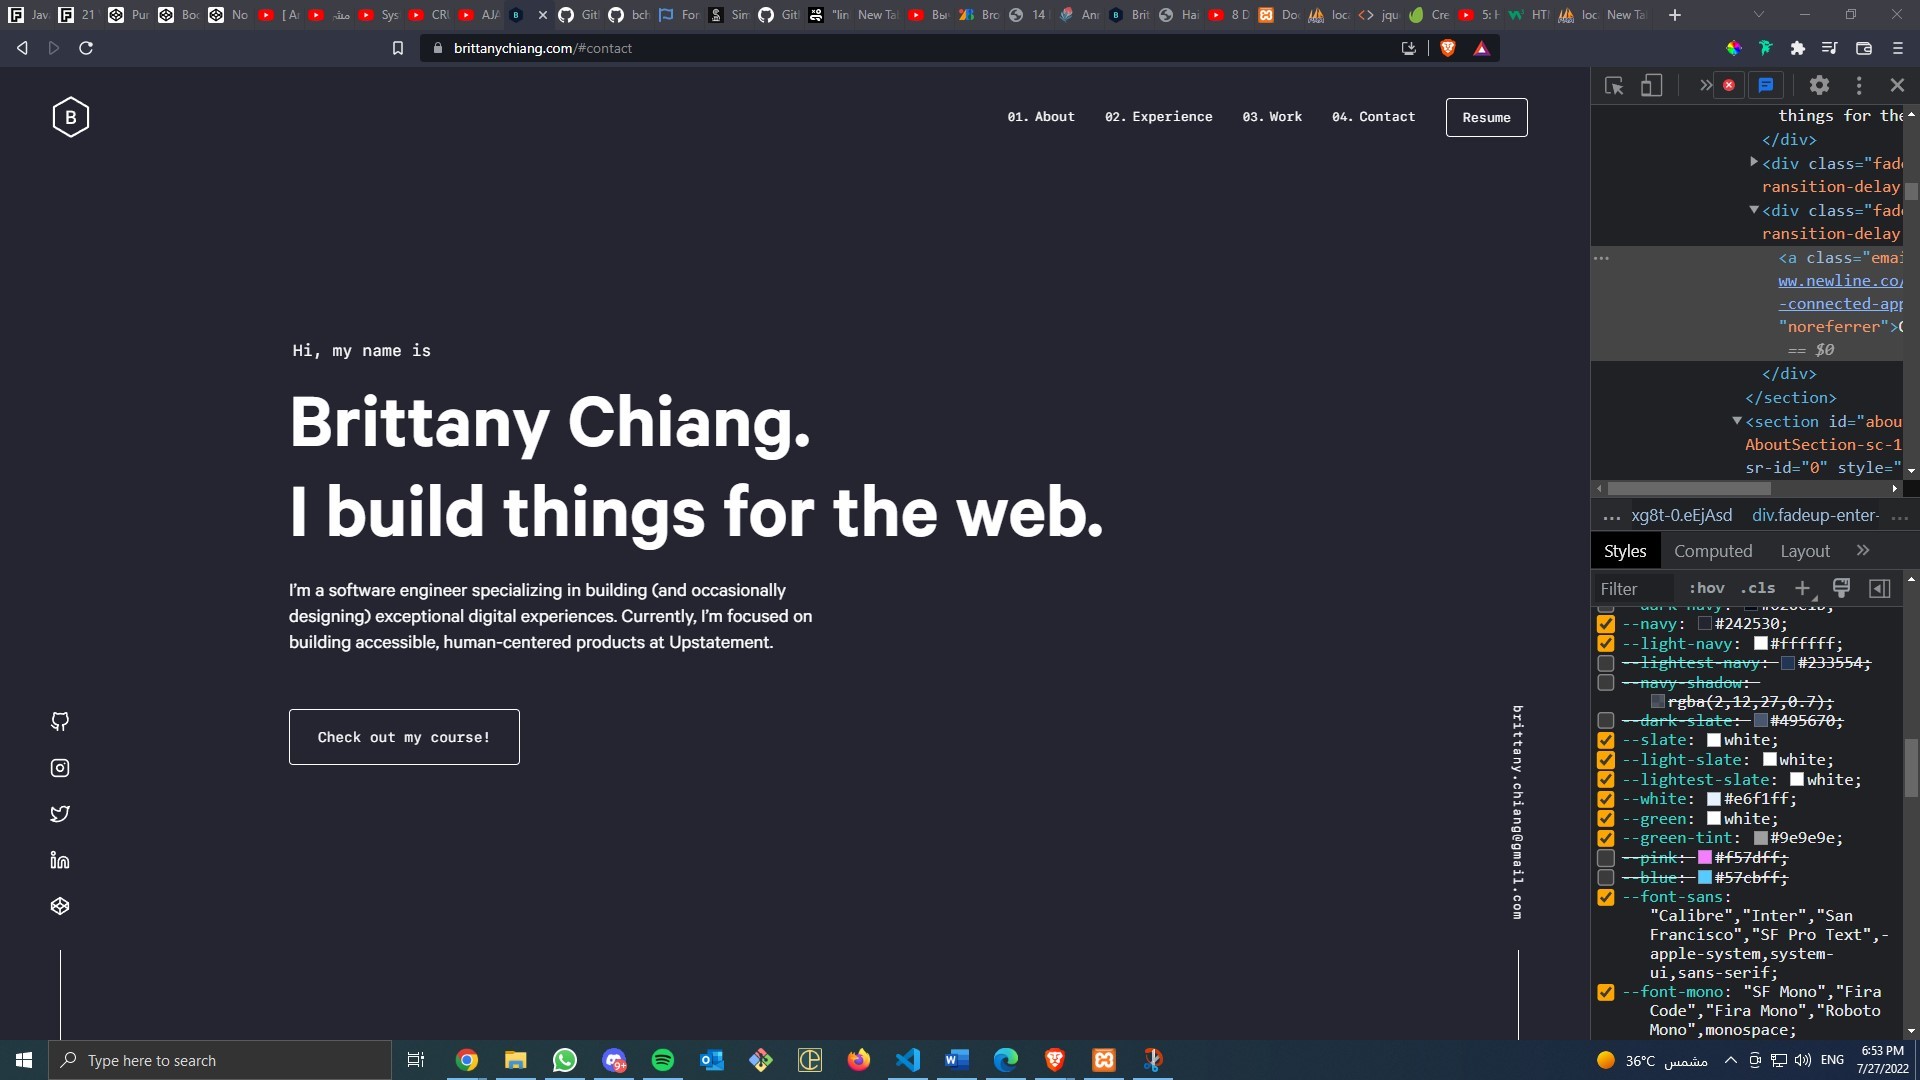 Java
21
Pur
Boo
No
[ A
مشـ
Sys
CRU
AJA
Git
bch
For
Sim
Git
"lin
New Ta
Bro
14
Ann
Brit
Hai
8 D
Do
loc
jqu
Cre
5: H
HTM
loc
New Ta
brittanychiang.com/#contact
B
01. About
02. Experience
03. Work
04. Contact
Resume
Hi, my name is
Brittany Chiang.
I build things for the web.
I'm a software engineer specializing in building (and occasionally
designing) exceptional digital experiences. Currently, I'm focused on
building accessible, human-centered products at Upstatement.
Check out my course!
brittany.chiang@gmail.com
things for the
</div>
<div class="fade
ransition-delay
<div class="fade
ransition-delay
<a class="emai
ww.newline.co/
-connected-app
"noreferrer">
== $0
</div>
</section>
<section id="abou
AboutSection-sc-1
sr-id="0" style="
... xg8t-0.eEjAsd div.fadeup-enter- ...
Styles Computed Layout
Filter :hov .cls
--navy: #242530;
--light-navy: #ffffff;
--lightest-navy: #233554;
--navy-shadow:
rgba(2,12,27,0.7);
--dark-slate: #495670;
--slate: white;
--light-slate: white;
--lightest-slate: white;
--white: #e6f1ff;
--green: white;
--green-tint: #9e9e9e;
--pink: #f57dff;
--blue: #57cbff;
--font-sans:
"Calibre","Inter","San
Francisco","SF Pro Text",-
apple-system,system-
ui,sans-serif;
--font-mono: "SF Mono","Fira
Code","Fira Mono","Roboto
Mono",monospace;
Type here to search
9+
36°C مشمس
ENG
6:53 PM
7/27/2022